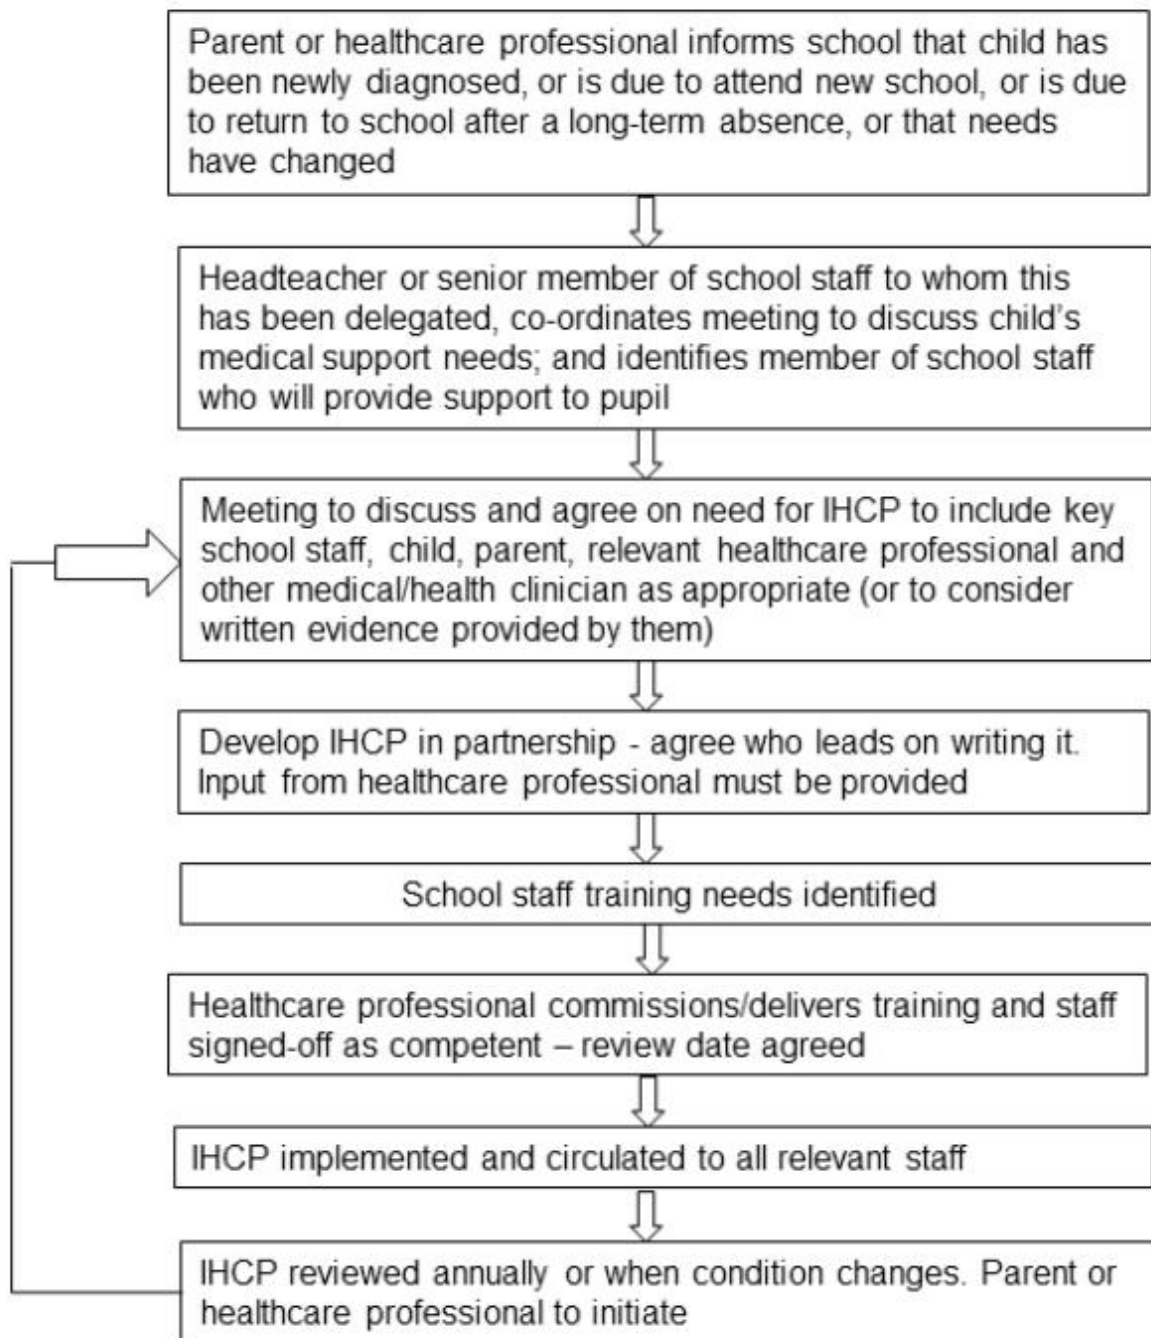 Parent or healthcare professional informs school that child has
been newly diagnosed, or is due to attend new school, or is due
to return to school after a long-term absence, or that needs
have changed
Headteacher or senior member of school staff to whom this
has been delegated, co-ordinates meeting to discuss child's
medical support needs; and identifies member of school staff
who will provide support to pupil
Meeting to discuss and agree on need for IHCP to include key
school staff, child, parent, relevant healthcare professional and
other medical/health clinician as appropriate (or to consider
written evidence provided by them)
Develop IHCP in partnership - agree who leads on writing it.
Input from healthcare professional must be provided
School staff training needs identified
Healthcare professional commissions/delivers training and staff
signed-off as competent – review date agreed
IHCP implemented and circulated to all relevant staff
IHCP reviewed annually or when condition changes. Parent or
healthcare professional to initiate